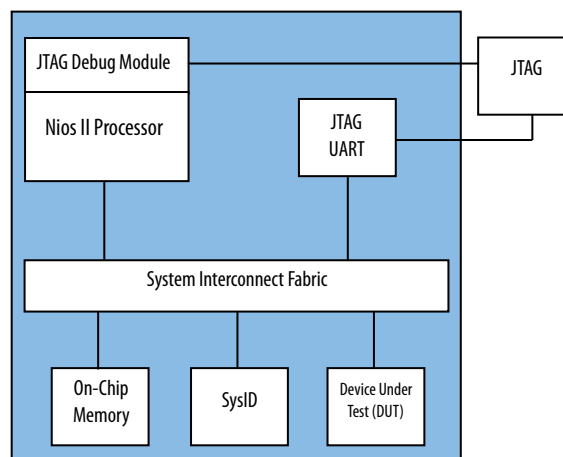 JTAG Debug Module
JTAG
Nios II Processor
JTAG
UART
System Interconnect Fabric
On-Chip
Memory
SysID
Device Under
Test (DUT)